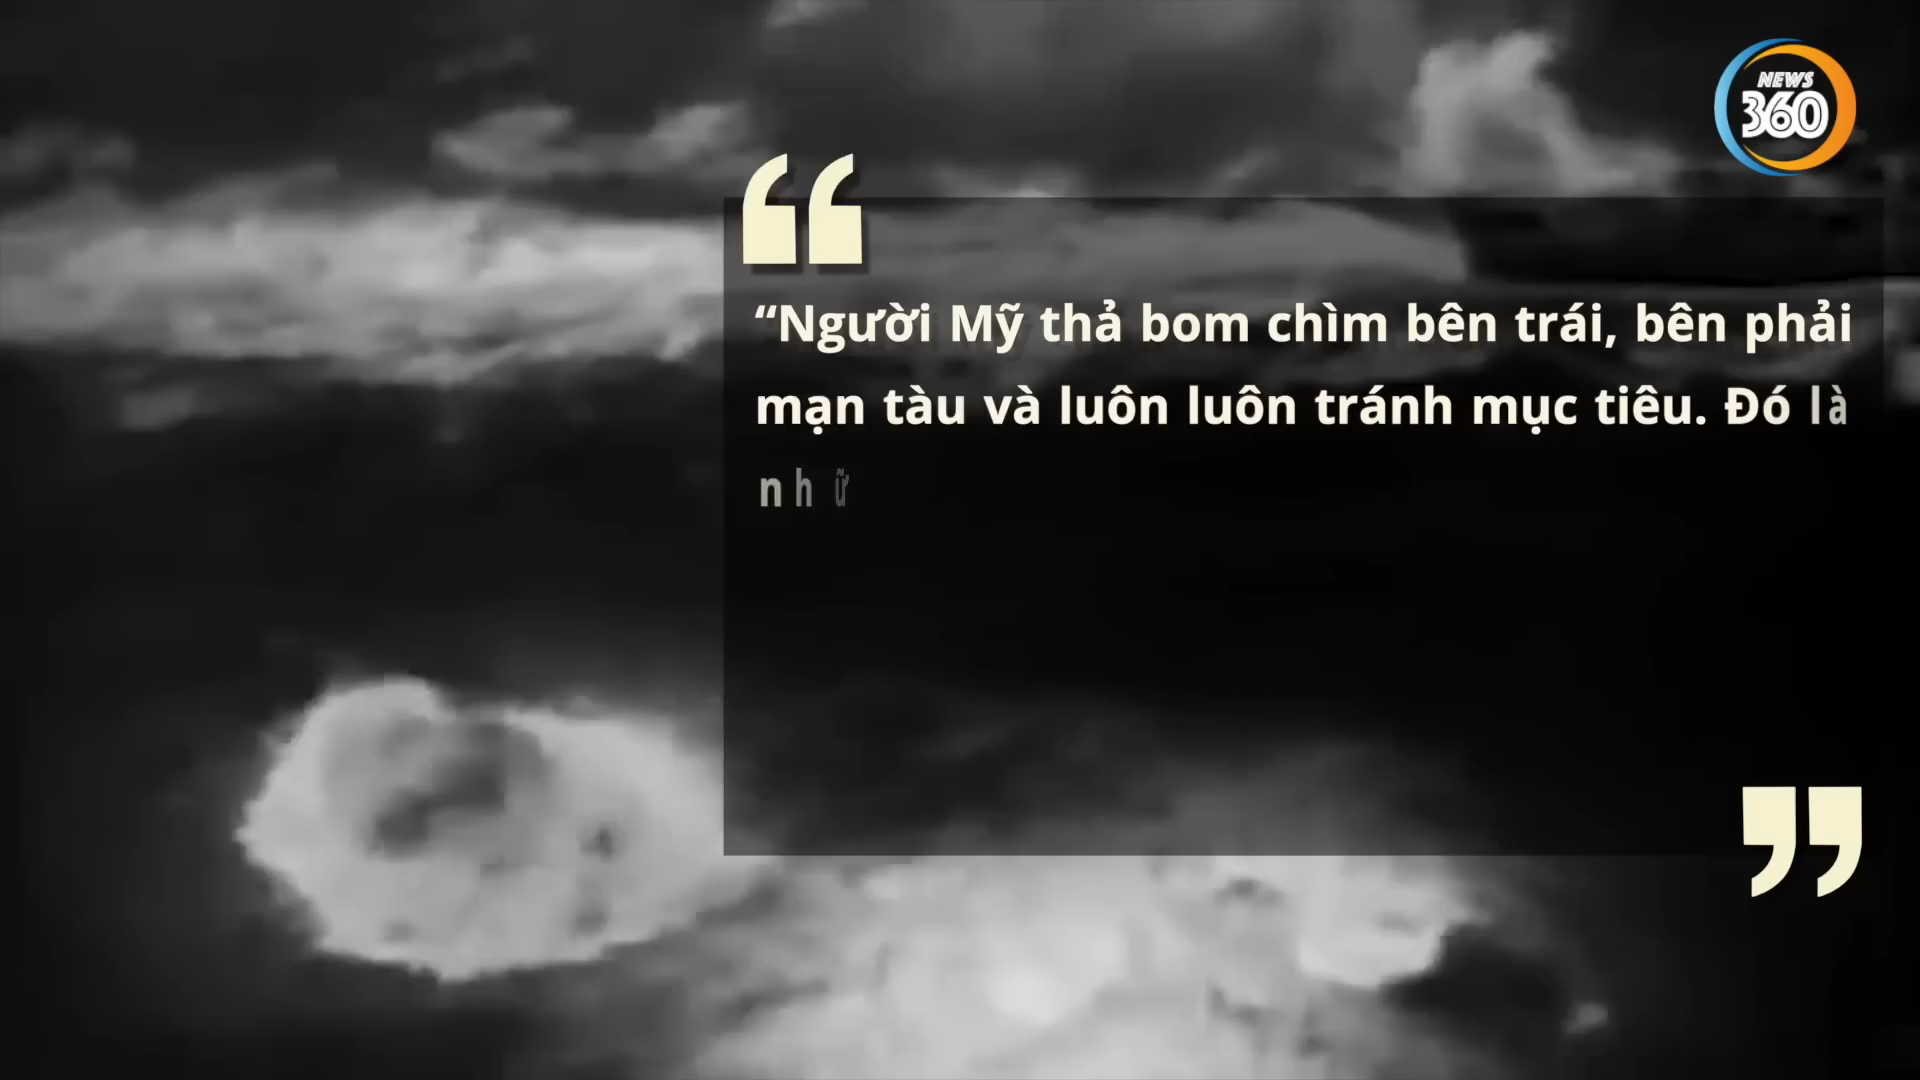 NEWS
360
“Người Mỹ thả bom chìm bên trái, bên phải
mạn tàu và luôn luôn tránh mục tiêu. Đó là
nhữ